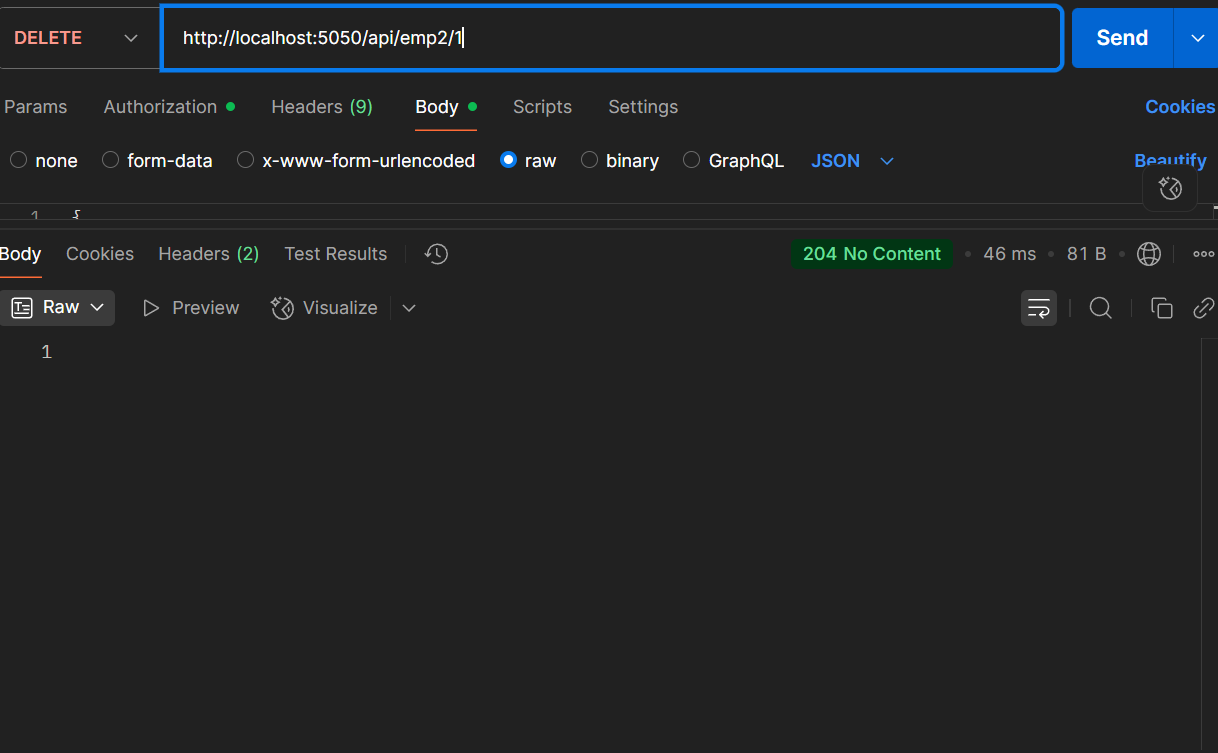 DELETE http://localhost:5050/api/emp2/1 Send
Params Authorization Headers (9) Body Scripts Settings Cookies
none form-data x-www-form-urlencoded raw binary GraphQL JSON Beautify
1 {
Body Cookies Headers (2) Test Results 204 No Content 46 ms 81 B
Raw Preview Visualize
1